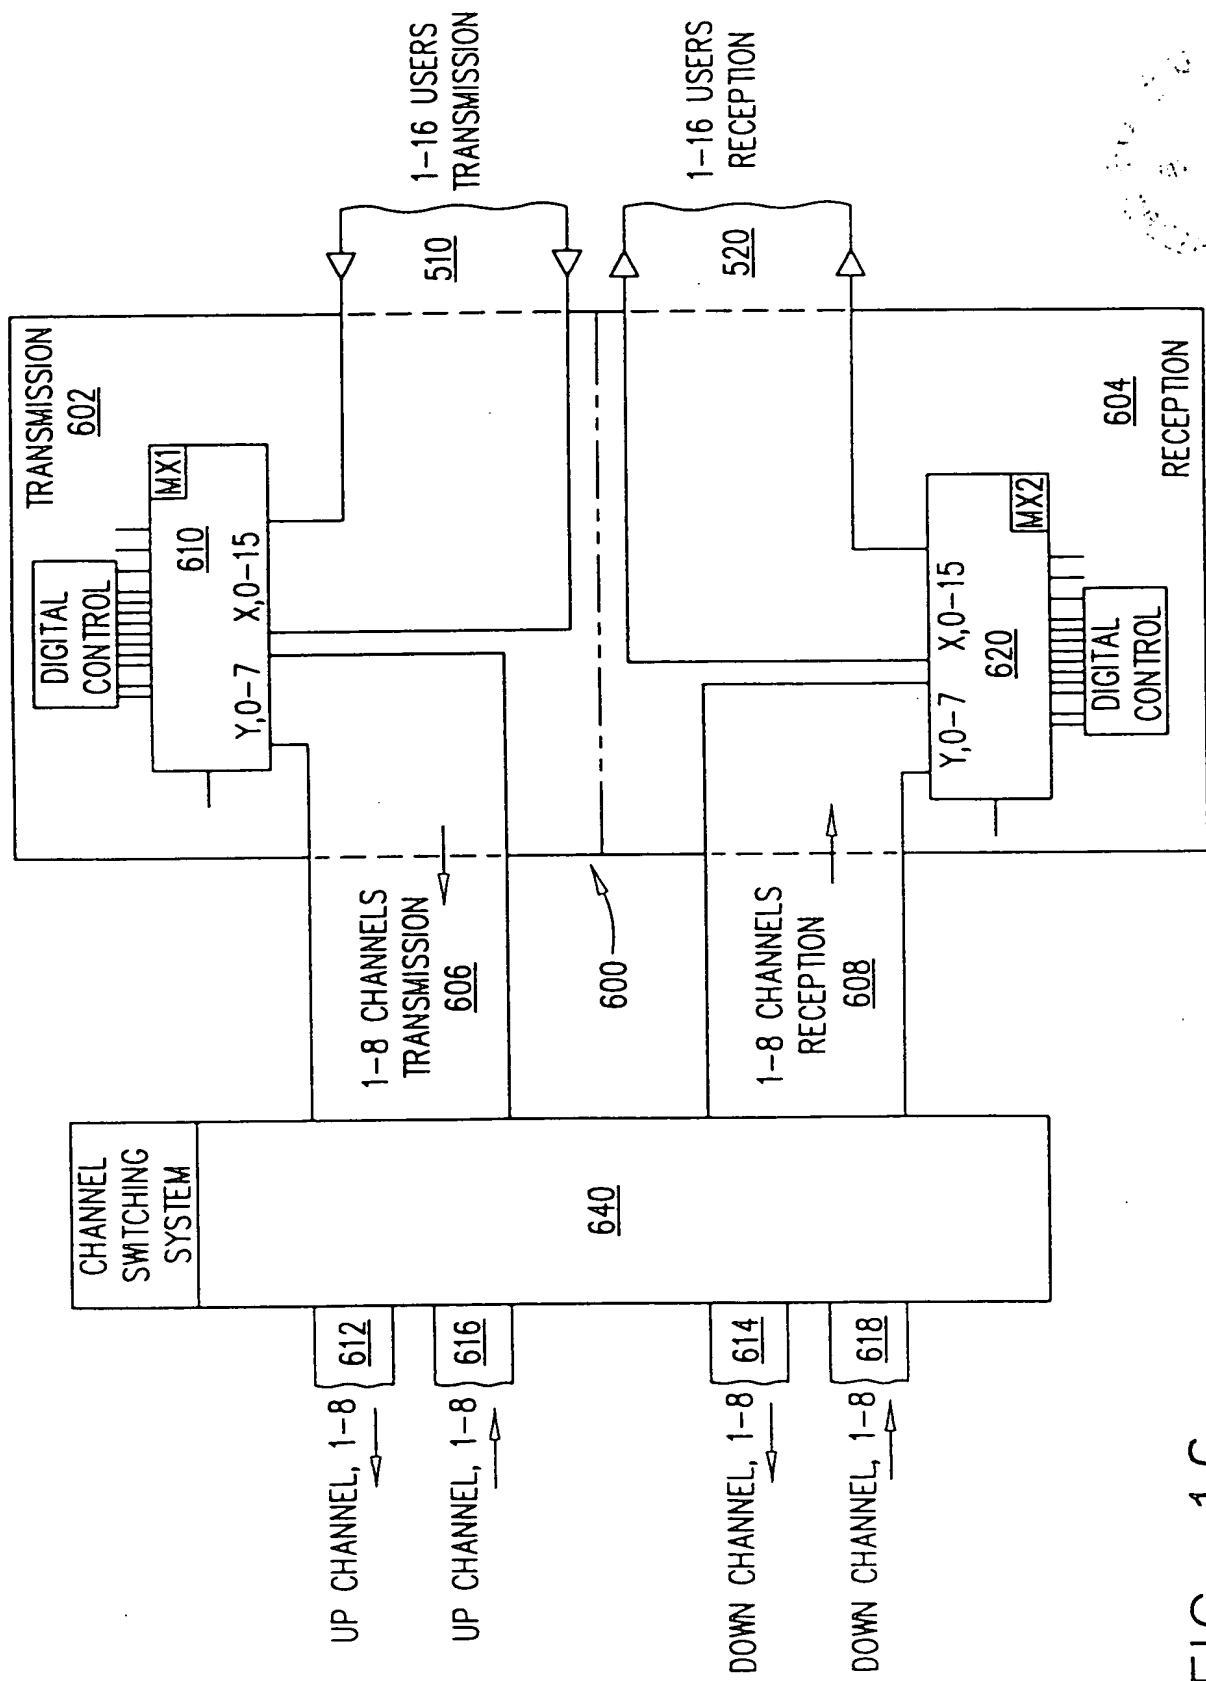 TRANSMISSION
602
DIGITAL
CONTROL
MX1
610
Y,0-7
X,0-15
1-16 USERS
TRANSMISSION
510
CHANNEL
SWITCHING
SYSTEM
640
1-8 CHANNELS
TRANSMISSION
606
600
UP CHANNEL, 1-8
612
UP CHANNEL, 1-8
616
1-16 USERS
RECEPTION
520
1-8 CHANNELS
RECEPTION
608
DOWN CHANNEL, 1-8
614
DOWN CHANNEL, 1-8
618
Y,0-7
X,0-15
620
MX2
DIGITAL
CONTROL
604
RECEPTION
FIG